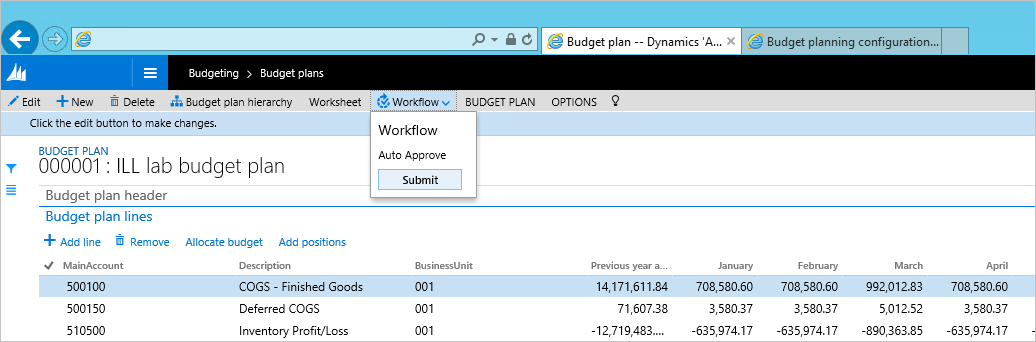 Budget plan -- Dynamics 'A... Budget planning configuration...
Budgeting > Budget plans
Edit New Delete Budget plan hierarchy Worksheet Workflow BUDGET PLAN OPTIONS
Click the edit button to make changes.
Workflow
Auto Approve
Submit
BUDGET PLAN
000001 : ILL lab budget plan
Budget plan header
Budget plan lines
Add line Remove Allocate budget Add positions
MainAccount Description BusinessUnit Previous year a... January February March April
500100 COGS - Finished Goods 001 14,171,611.84 708,580.60 708,580.60 992,012.83 708,580.60
500150 Deferred COGS 001 71,607.38 3,580.37 3,580.37 5,012.52 3,580.37
510500 Inventory Profit/Loss 001 -12,719,483.... -635,974.17 -635,974.17 -890,363.85 -635,974.17